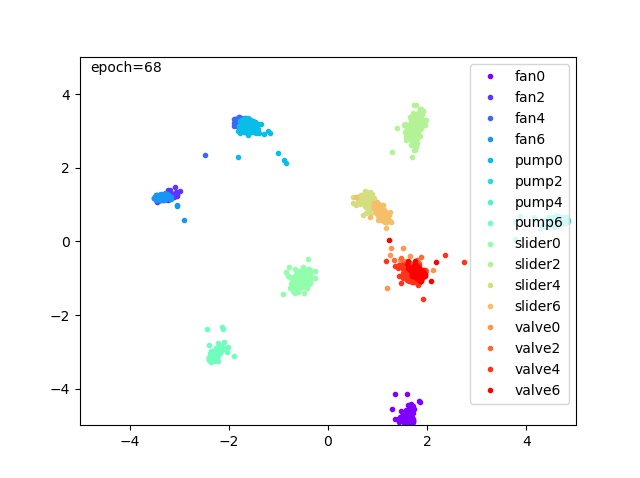 epoch=68
fan0
fan2
fan4
fan6
pump0
pump2
pump4
pump6
slider0
slider2
slider4
slider6
valve0
valve2
valve4
valve6
4
2
0
−2
−4
−4 −2 0 2 4